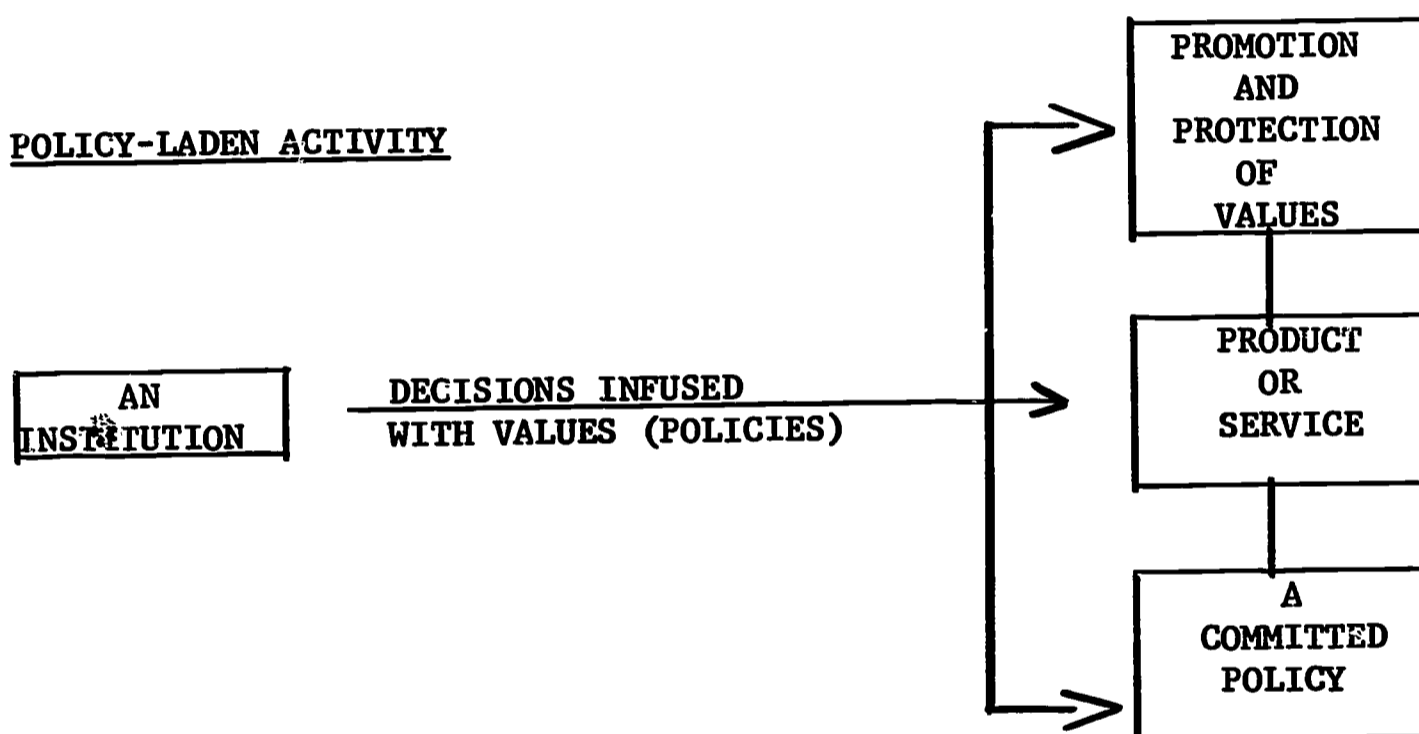 POLICY-LADEN ACTIVITY
AN
INSTITUTION
DECISIONS INFUSED
WITH VALUES (POLICIES)
PROMOTION
AND
PROTECTION
OF
VALUES
PRODUCT
OR
SERVICE
A
COMMITTED
POLICY